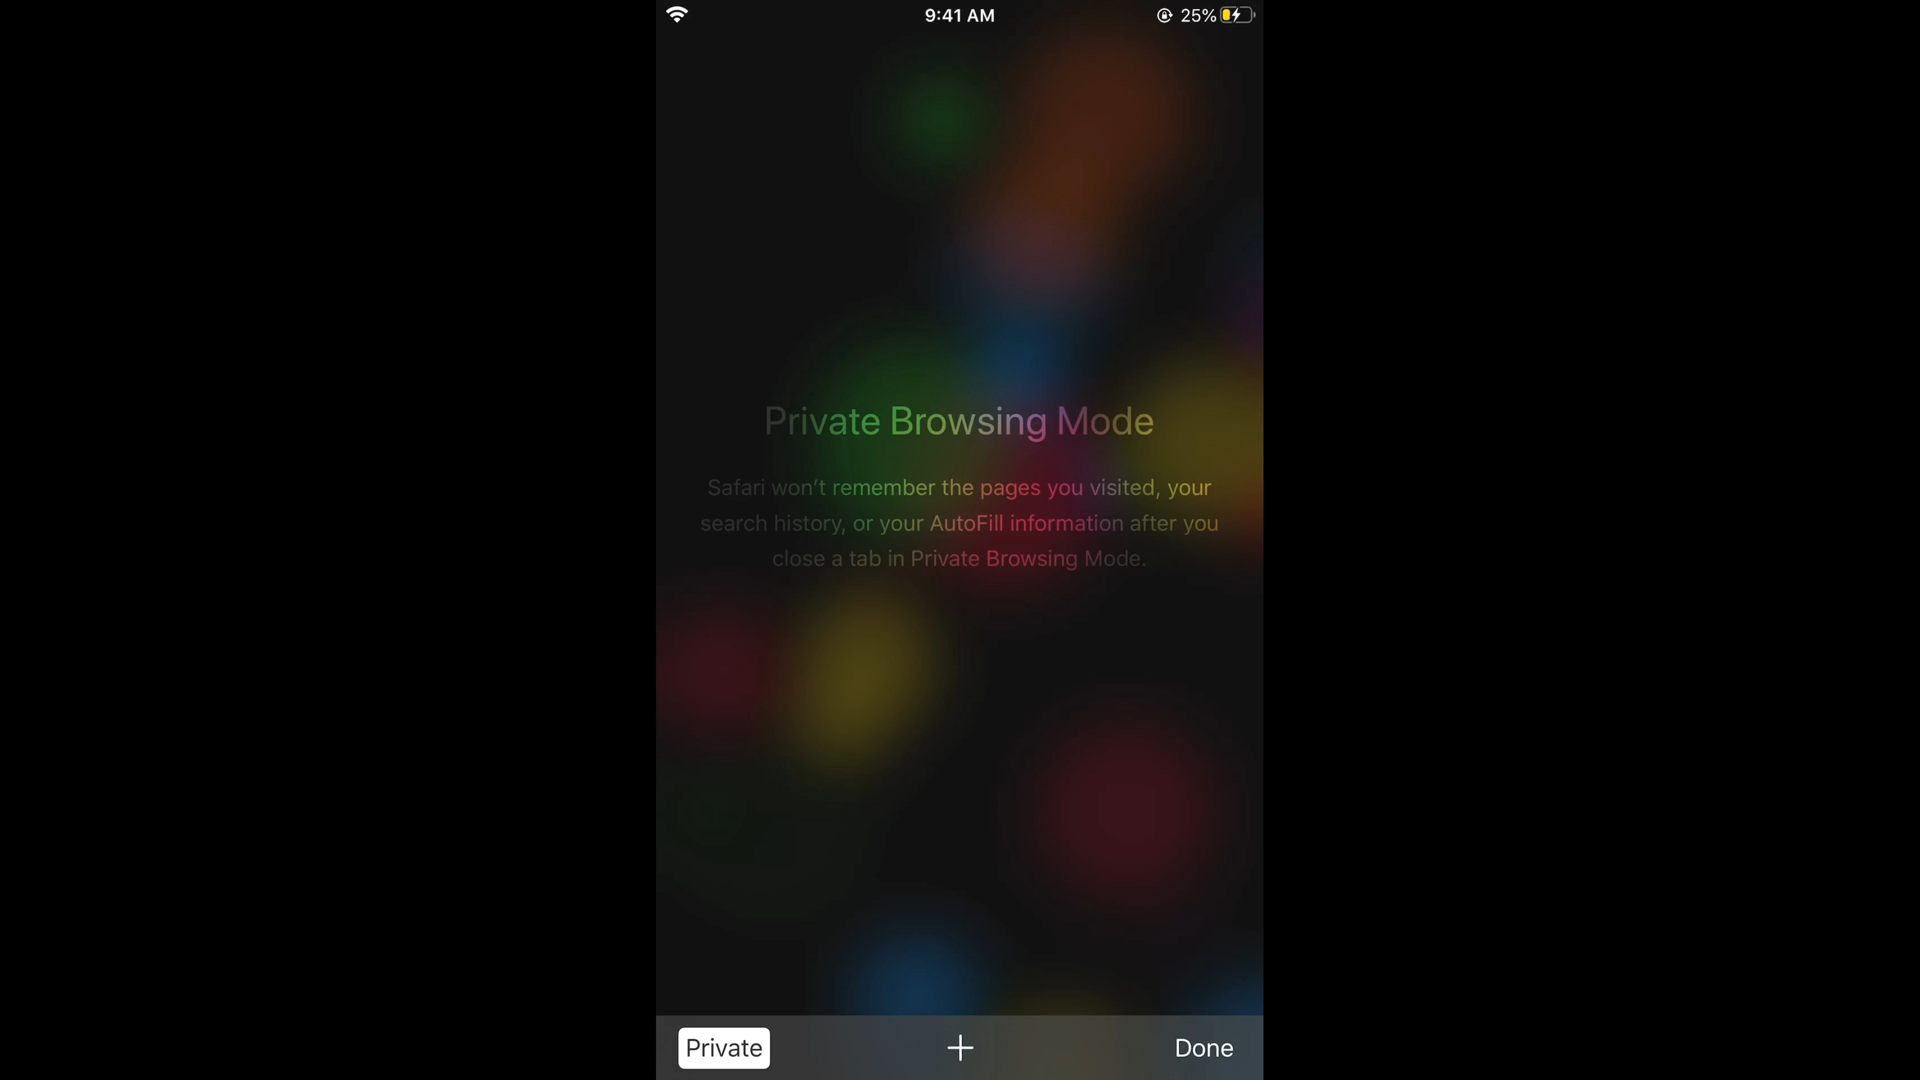 9:41 AM
25%
Private Browsing Mode
Safari won’t remember the pages you visited, your
search history, or your AutoFill information after you
close a tab in Private Browsing Mode.
Private
Done